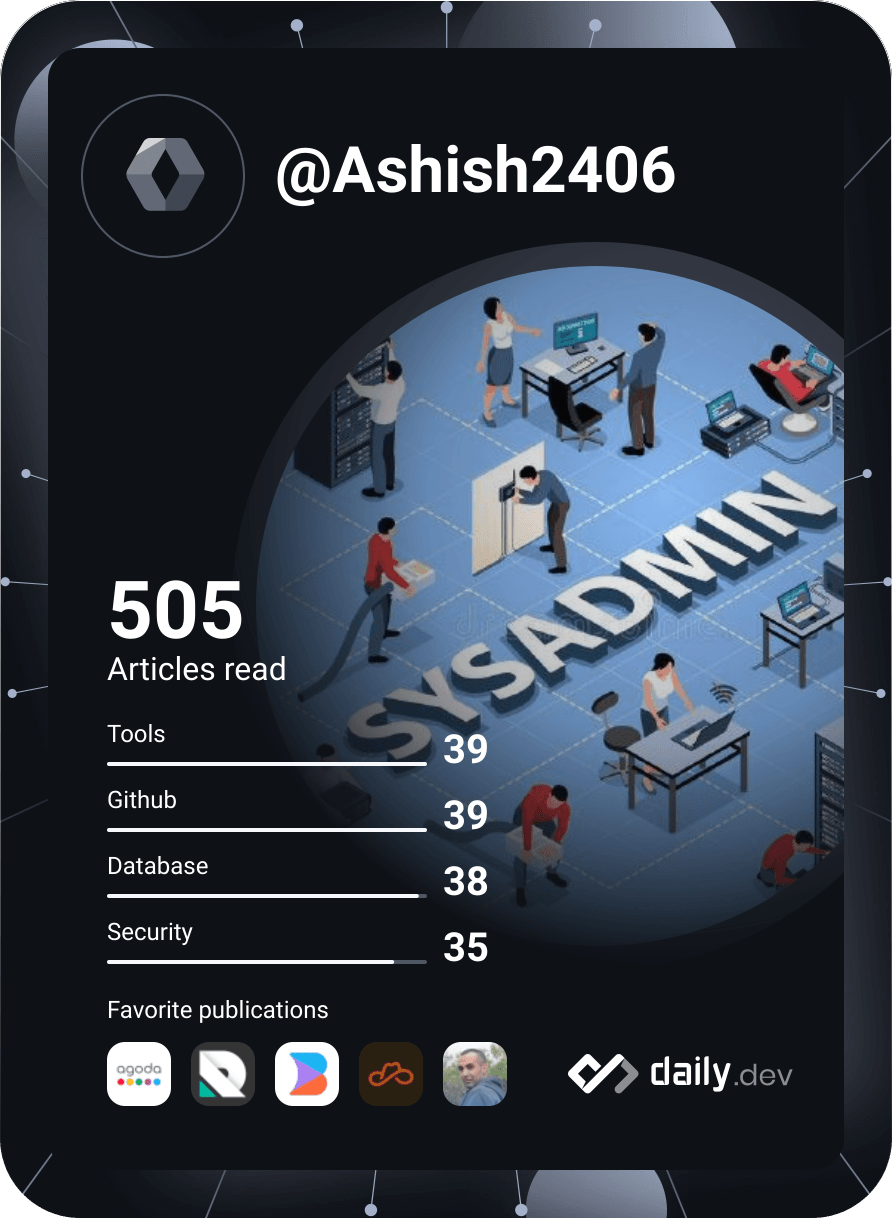 @Ashish2406
SYSADMIN
505
Articles read
Tools
39
Github
39
Database
38
Security
35
Favorite publications
agoda
daily.dev